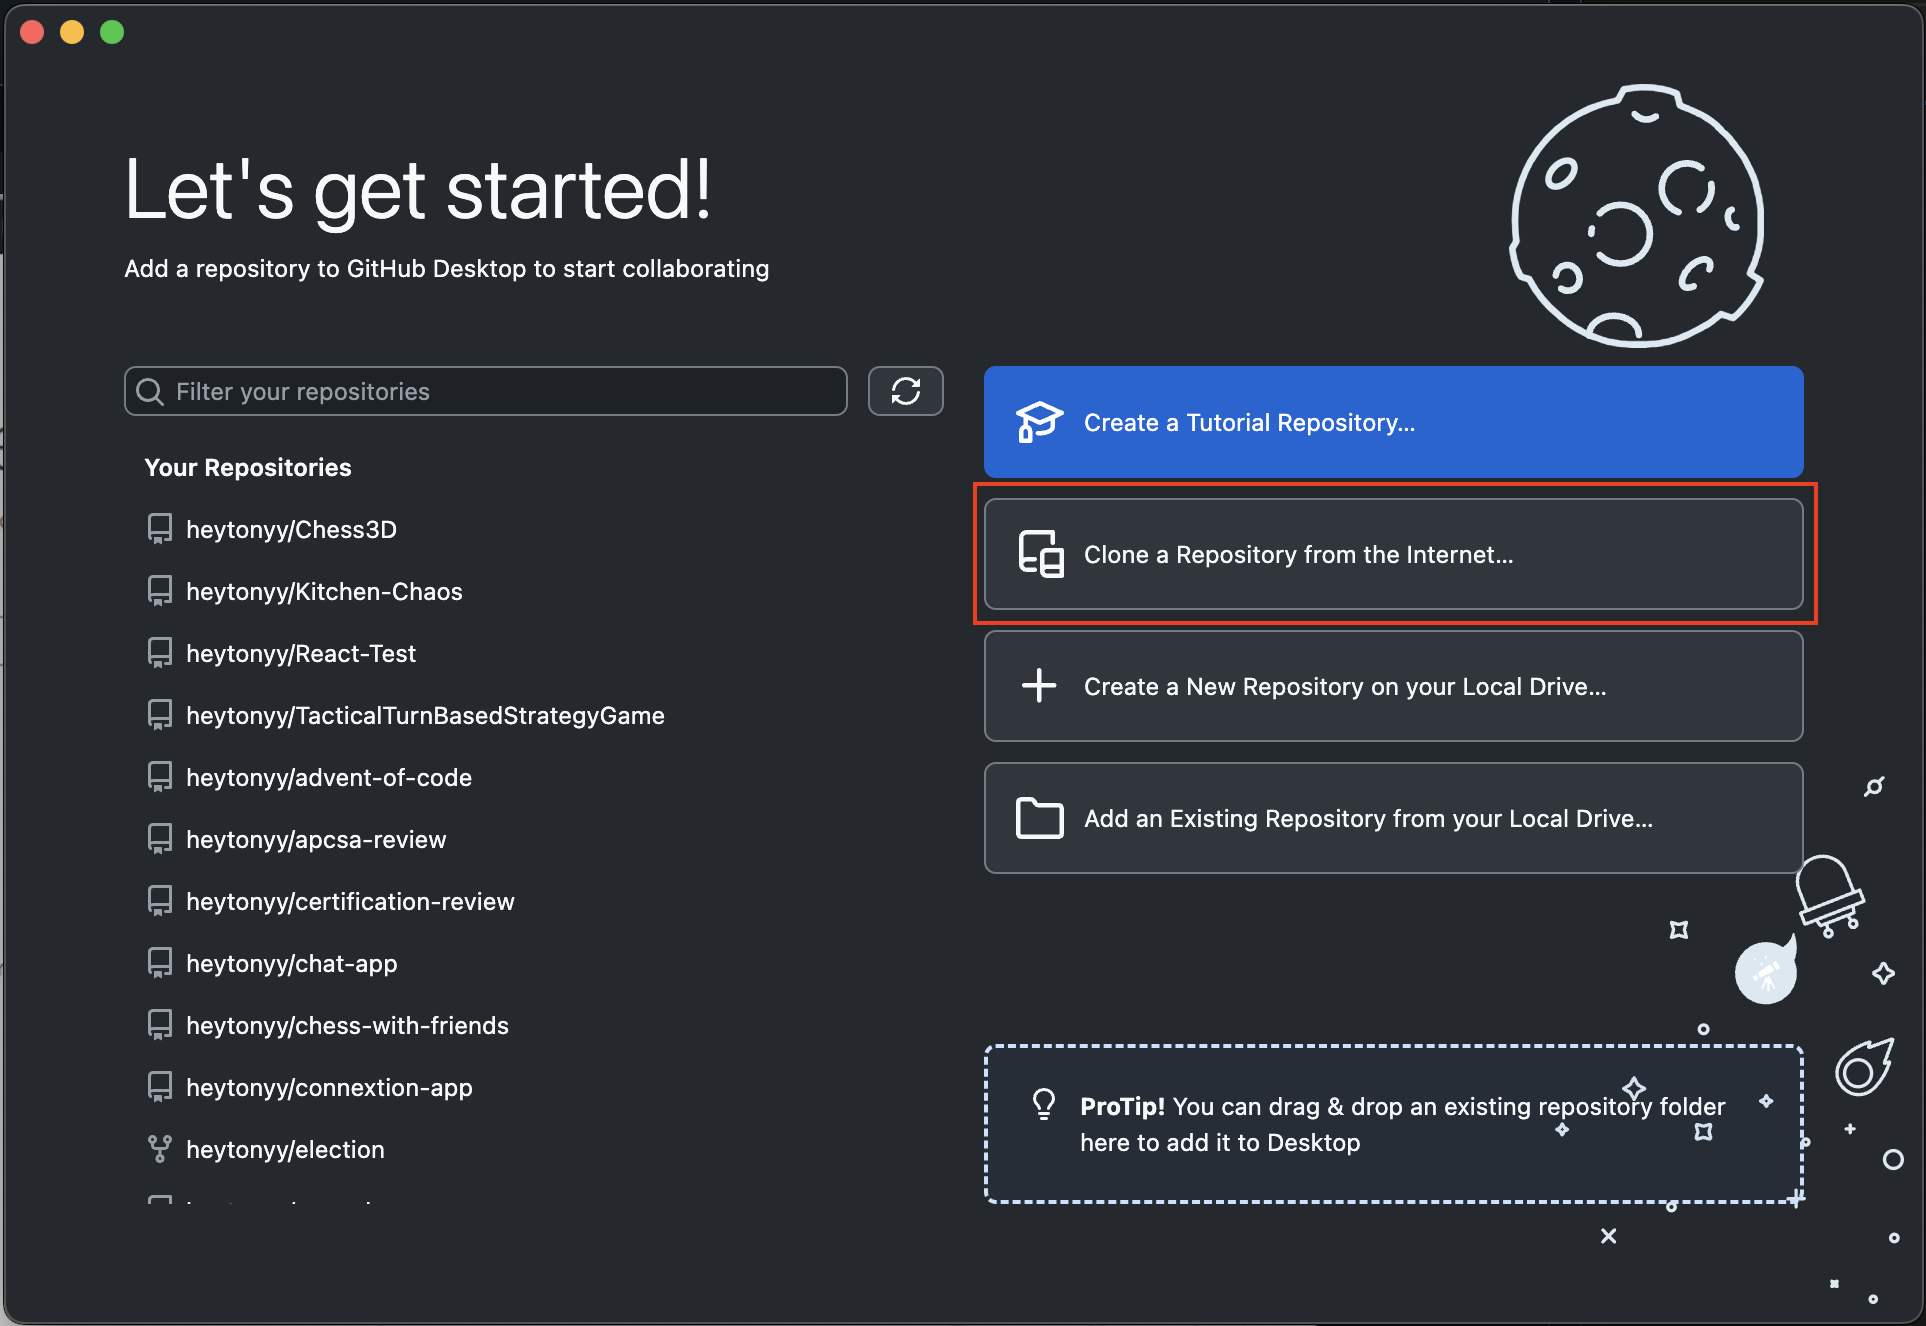 Let's get started!
Add a repository to GitHub Desktop to start collaborating
Filter your repositories
Your Repositories
heytonyy/Chess3D
heytonyy/Kitchen-Chaos
heytonyy/React-Test
heytonyy/TacticalTurnBasedStrategyGame
heytonyy/advent-of-code
heytonyy/apcsa-review
heytonyy/certification-review
heytonyy/chat-app
heytonyy/chess-with-friends
heytonyy/connextion-app
heytonyy/election
Create a Tutorial Repository...
Clone a Repository from the Internet...
Create a New Repository on your Local Drive...
Add an Existing Repository from your Local Drive...
ProTip! You can drag & drop an existing repository folder
here to add it to Desktop